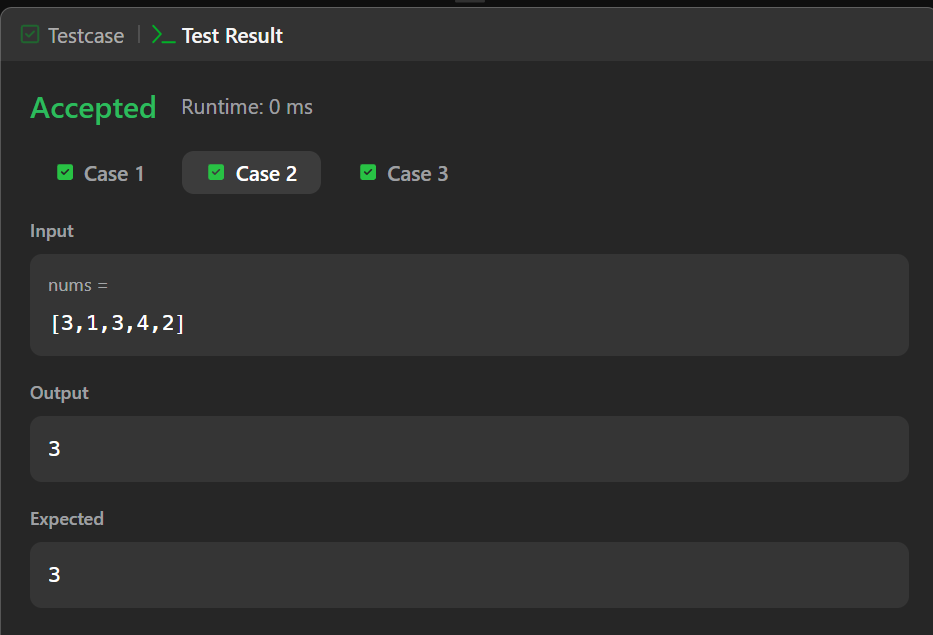 Testcase | >_ Test Result
Accepted Runtime: 0 ms
Case 1 Case 2 Case 3
Input
nums =
[3,1,3,4,2]
Output
3
Expected
3